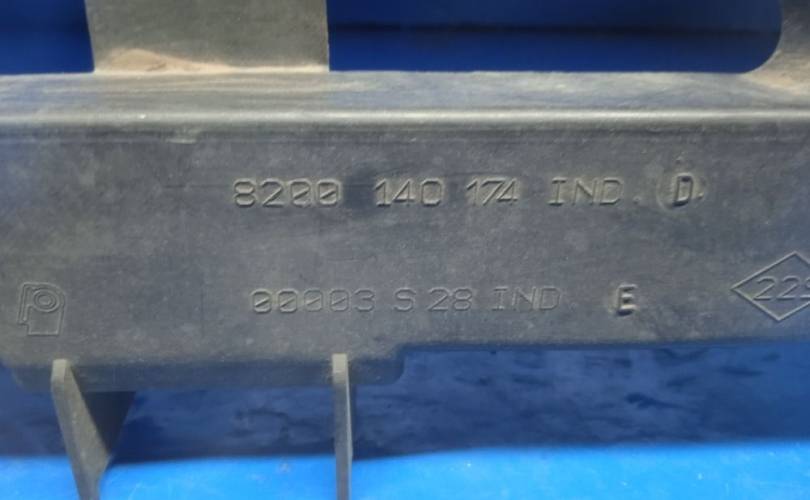 8200 140 174 IND. D
00003 S 28 IND E